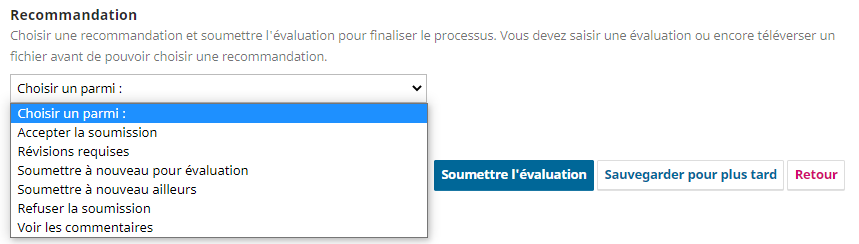 Recommandation
Choisir une recommandation et soumettre l'évaluation pour finaliser le processus. Vous devez saisir une évaluation ou encore téléverser un
fichier avant de pouvoir choisir une recommandation.
Choisir un parmi :
Choisir un parmi :
Accepter la soumission
Révisions requises
Soumettre à nouveau pour évaluation
Soumettre à nouveau ailleurs
Refuser la soumission
Voir les commentaires
Soumettre l'évaluation Sauvegarder pour plus tard Retour